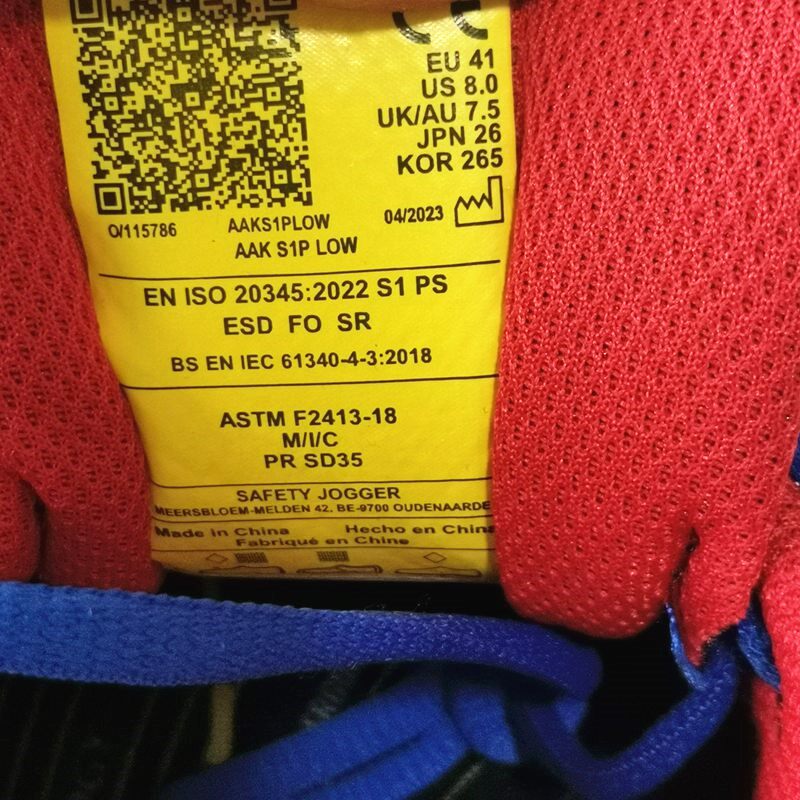 CE
EU 41
US 8.0
UK/AU 7.5
JPN 26
KOR 265
O/115786 AAKS1PLOW 04/2023
AAK S1P LOW
EN ISO 20345:2022 S1 PS
ESD FO SR
BS EN IEC 61340-4-3:2018
ASTM F2413-18
M/I/C
PR SD35
SAFETY JOGGER
MEERSBLOEM-MELDEN 42, BE-9700 OUDENAARDE
Made in China Hecho en China
Fabriqué en Chine